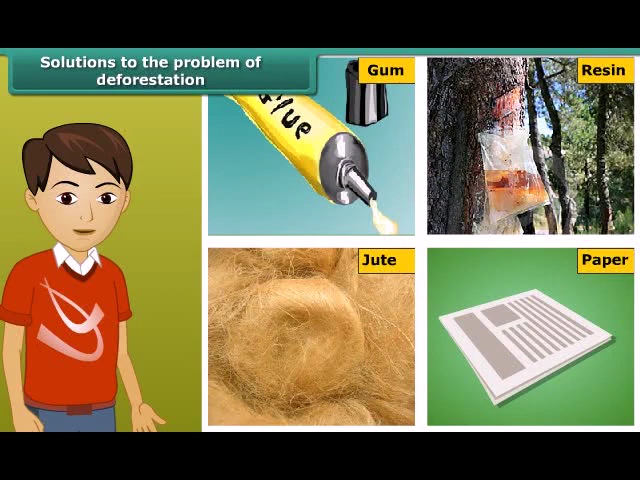 Solutions to the problem of
deforestation
Gum
Resin
Glue
Jute
Paper